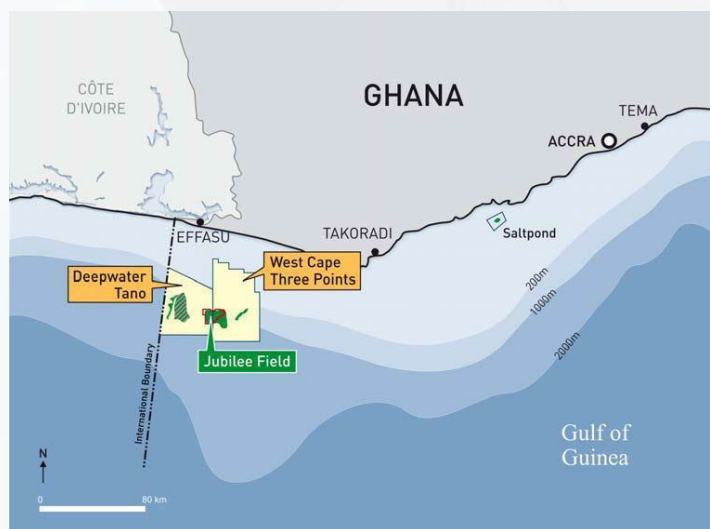 CÔTE
D'IVOIRE
GHANA
TEMA
ACCRA
EFFASU
TAKORADI
Saltpond
Deepwater
Tano
West Cape
Three Points
Jubilee Field
200m
1000m
2000m
International Boundary
Gulf of
Guinea
N
0
80 km